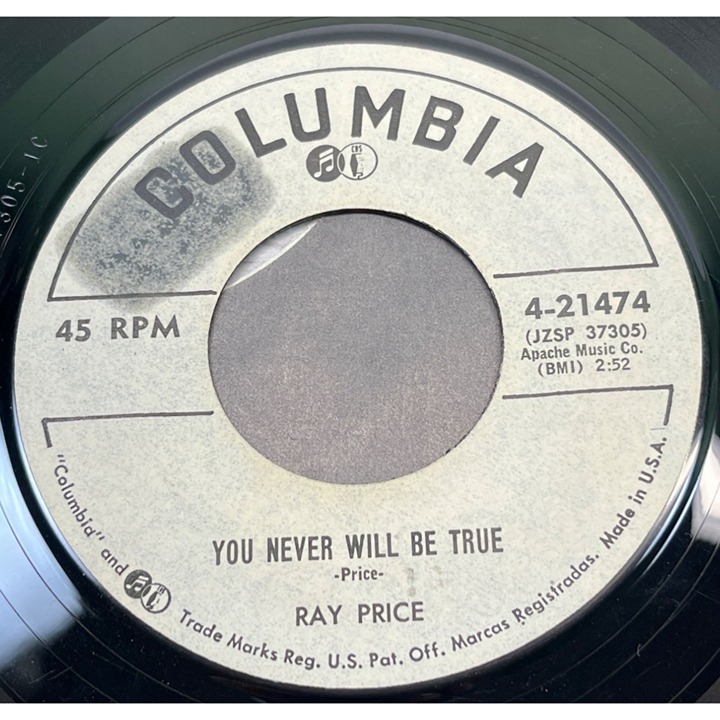 COLUMBIA
CBS
45 RPM
4-21474
(JZSP 37305)
Apache Music Co.
(BMI) 2:52
YOU NEVER WILL BE TRUE
-Price-
RAY PRICE
"Columbia" and Trade Marks Reg. U.S. Pat. Off. Marcas Registradas. Made in U.S.A.
305-1C